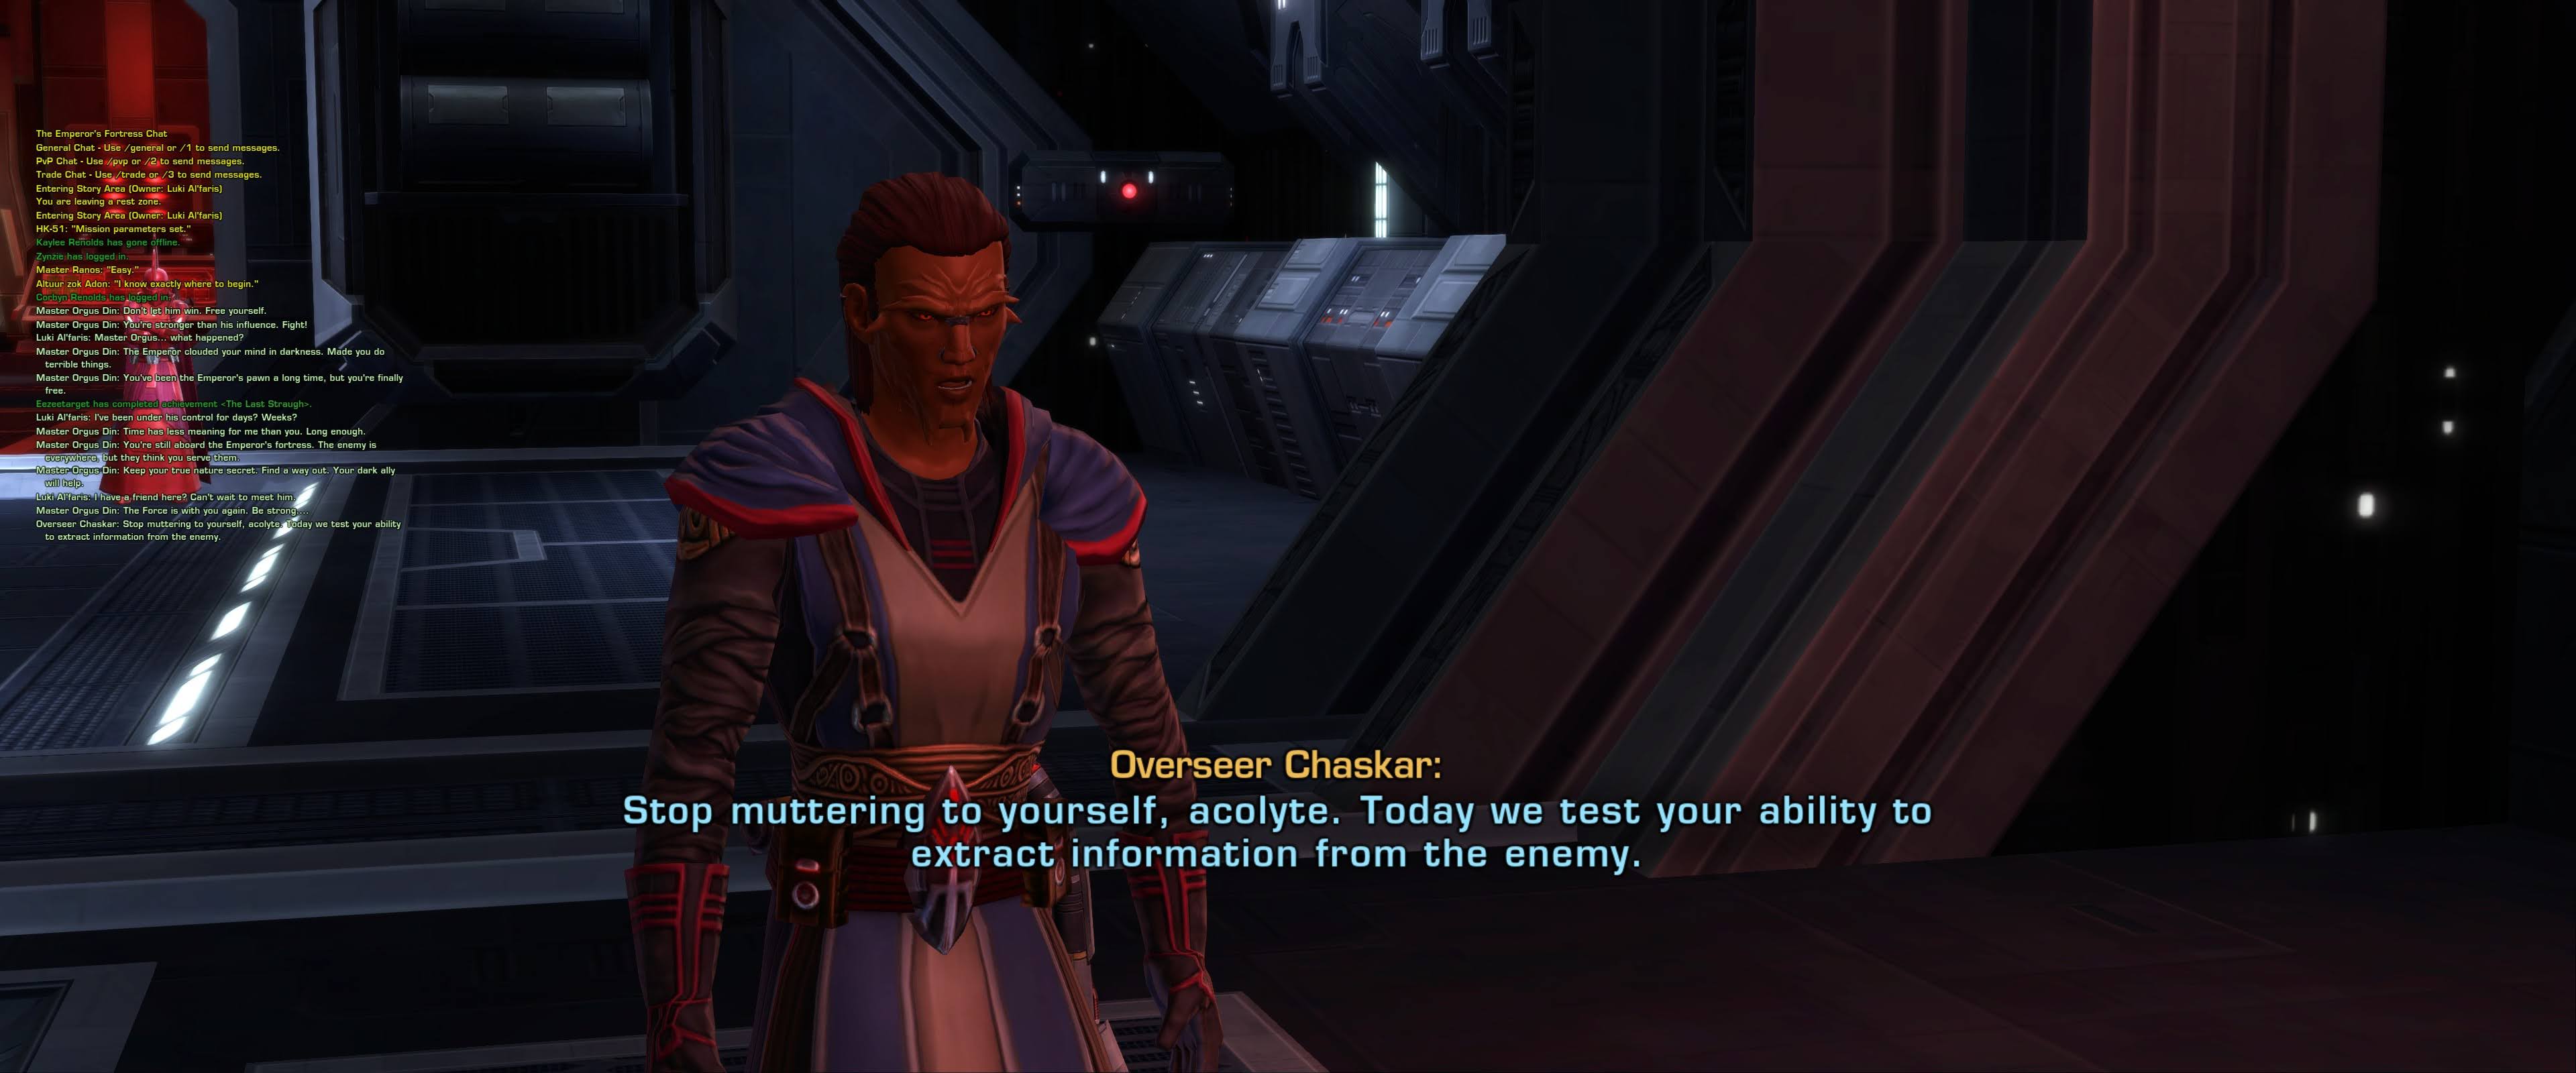 The Emperor's Fortress Chat
General Chat - Use /general or /1 to send messages.
PvP Chat - Use /pvp or /2 to send messages.
Trade Chat - Use /trade or /3 to send messages.
Entering Story Area (Owner: Luki Al'faris)
You are leaving a rest zone.
Entering Story Area (Owner: Luki Al'faris)
HK-51: "Mission parameters set."
Kaylee Renolds has gone offline.
Zynzie has logged in.
Master Ranos: "Easy."
Altuur zok Adon: "I know exactly where to begin."
Corbyn Renolds has logged in.
Master Orgus Din: Don't let him win. Free yourself.
Master Orgus Din: You're stronger than his influence. Fight!
Luki Al'faris: Master Orgus... what happened?
Master Orgus Din: The Emperor clouded your mind in darkness. Made you do
terrible things.
Master Orgus Din: You've been the Emperor's pawn a long time, but you're finally
free.
Eezeetarget has completed achievement <The Last Straugh>.
Luki Al'faris: I've been under his control for days? Weeks?
Master Orgus Din: Time has less meaning for me than you. Long enough.
Master Orgus Din: You're still aboard the Emperor's fortress. The enemy is
everywhere, but they think you serve them.
Master Orgus Din: Keep your true nature secret. Find a way out. Your dark ally
will help.
Luki Al'faris: I have a friend here? Can't wait to meet him.
Master Orgus Din: The Force is with you again. Be strong....
Overseer Chaskar: Stop muttering to yourself, acolyte. Today we test your ability
to extract information from the enemy.
Overseer Chaskar:
Stop muttering to yourself, acolyte. Today we test your ability to
extract information from the enemy.